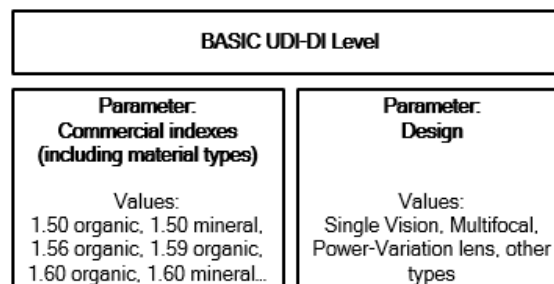 BASIC UDI-DI Level
Parameter:
Commercial indexes
(including material types)
Values:
1.50 organic, 1.50 mineral,
1.56 organic, 1.59 organic,
1.60 organic, 1.60 mineral...
Parameter:
Design
Values:
Single Vision, Multifocal,
Power-Variation lens, other
types